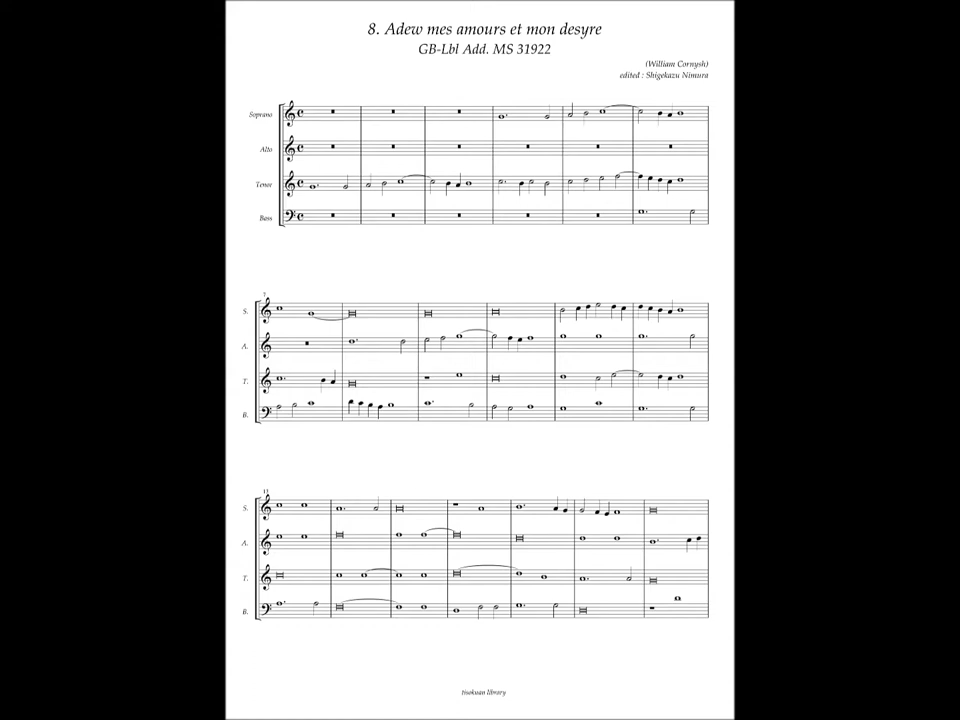 8. Adew mes amours et mon desyre
GB-Lbl Add. MS 31922
(William Cornysh)
edited : Shigekazu Nimura
Soprano
Alto
Tenor
Bass
7
S.
A.
T.
B.
13
S.
A.
T.
B.
tisokuan library